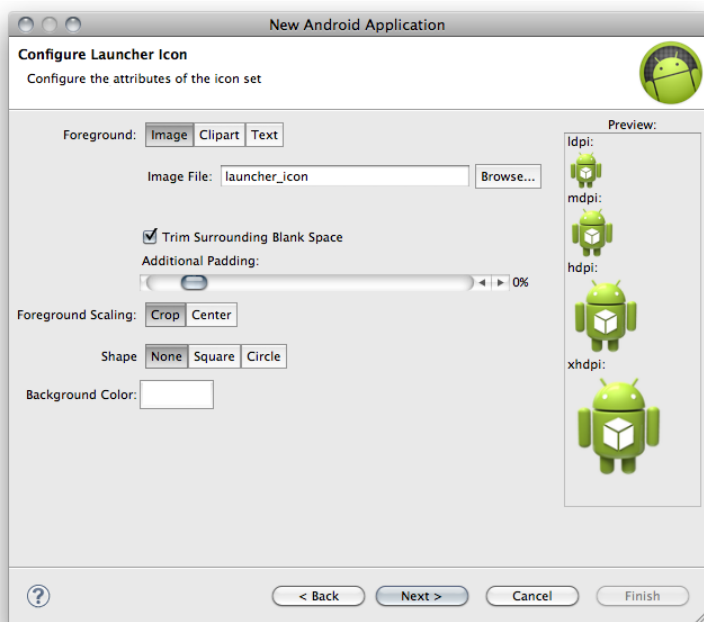 New Android Application
Configure Launcher Icon
Configure the attributes of the icon set
Foreground: Image Clipart Text
Image File: launcher_icon Browse...
Trim Surrounding Blank Space
Additional Padding:
0%
Foreground Scaling: Crop Center
Shape None Square Circle
Background Color:
Preview:
ldpi:
mdpi:
hdpi:
xhdpi:
? < Back Next > Cancel Finish